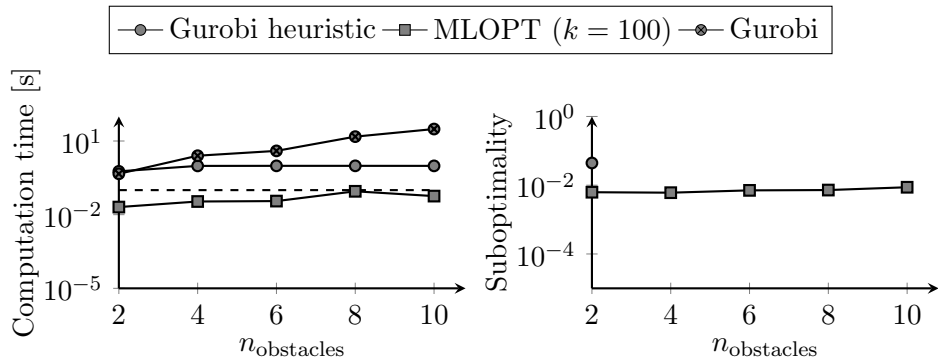 Gurobi heuristic MLOPT (k = 100) Gurobi
Computation time [s]
10^1
10^−2
10^−5
2 4 6 8 10
n_obstacles
Suboptimality
10^0
10^−2
10^−4
2 4 6 8 10
n_obstacles